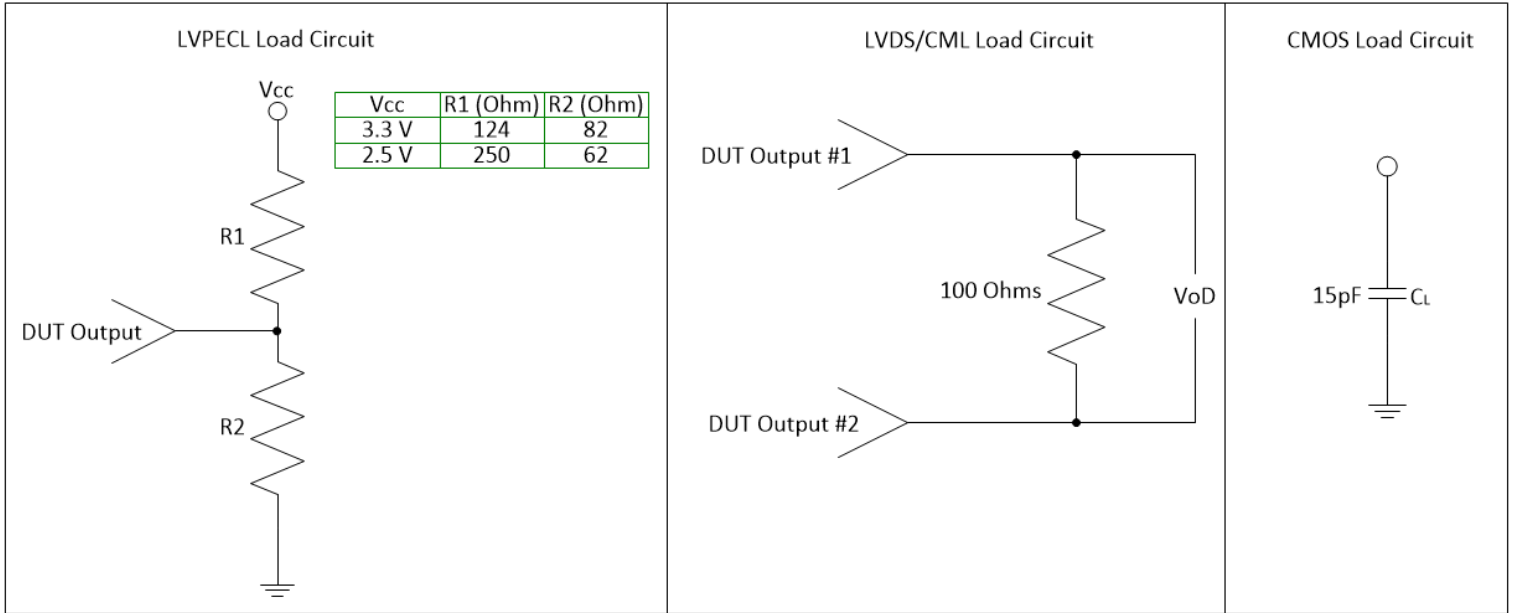 LVPECL Load Circuit
Vcc
Vcc R1 (Ohm) R2 (Ohm)
3.3 V 124 82
2.5 V 250 62
R1
DUT Output
R2
LVDS/CML Load Circuit
DUT Output #1
100 Ohms
VoD
DUT Output #2
CMOS Load Circuit
15pF CL